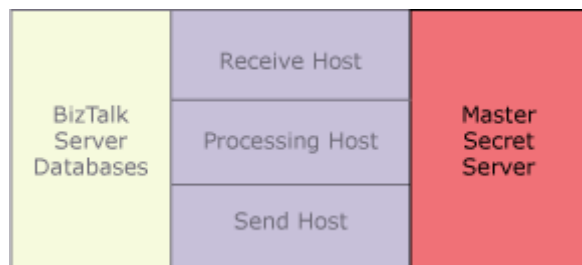 BizTalk
Server
Databases
Receive Host
Processing Host
Send Host
Master
Secret
Server